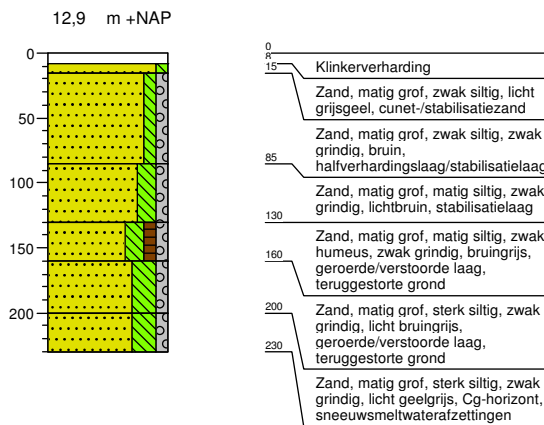 12,9 m +NAP
0
50
100
150
200
0
8
15
85
130
160
200
230
Klinkerverharding
Zand, matig grof, zwak siltig, licht
grijsgeel, cunet-/stabilisatiezand
Zand, matig grof, zwak siltig, zwak
grindig, bruin,
halfverhardingslaag/stabilisatielaag
Zand, matig grof, matig siltig, zwak
grindig, lichtbruin, stabilisatielaag
Zand, matig grof, matig siltig, zwak
humeus, zwak grindig, bruingrijs,
geroerde/verstoorde laag,
teruggestorte grond
Zand, matig grof, sterk siltig, zwak
grindig, licht bruingrijs,
geroerde/verstoorde laag,
teruggestorte grond
Zand, matig grof, sterk siltig, zwak
grindig, licht geelgrijs, Cg-horizont,
sneeuwsmeltwaterafzettingen